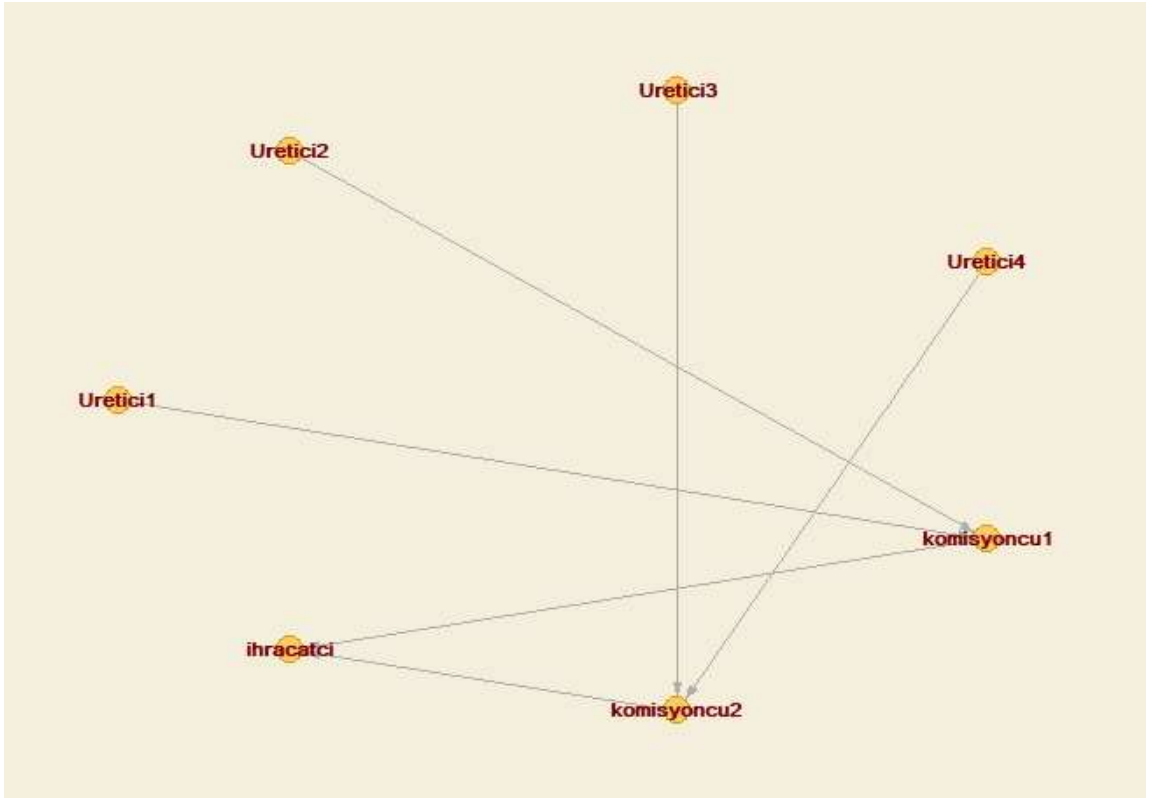 Uretici3
Uretici2
Uretici4
Uretici1
komisyoncu1
ihracatci
komisyoncu2